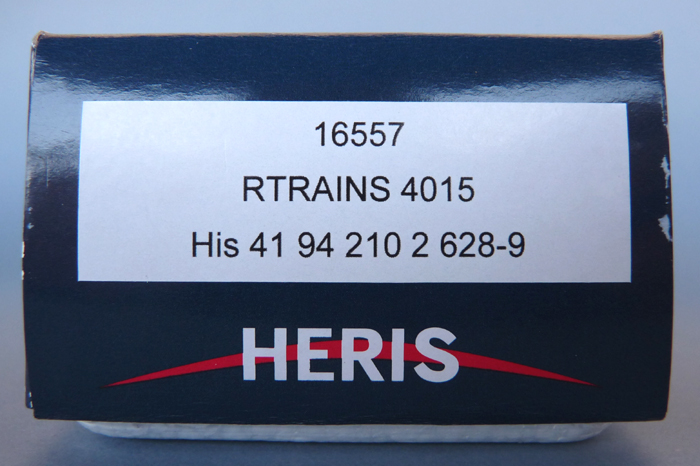 16557
RTRAINS 4015
His 41 94 210 2 628-9
HERIS